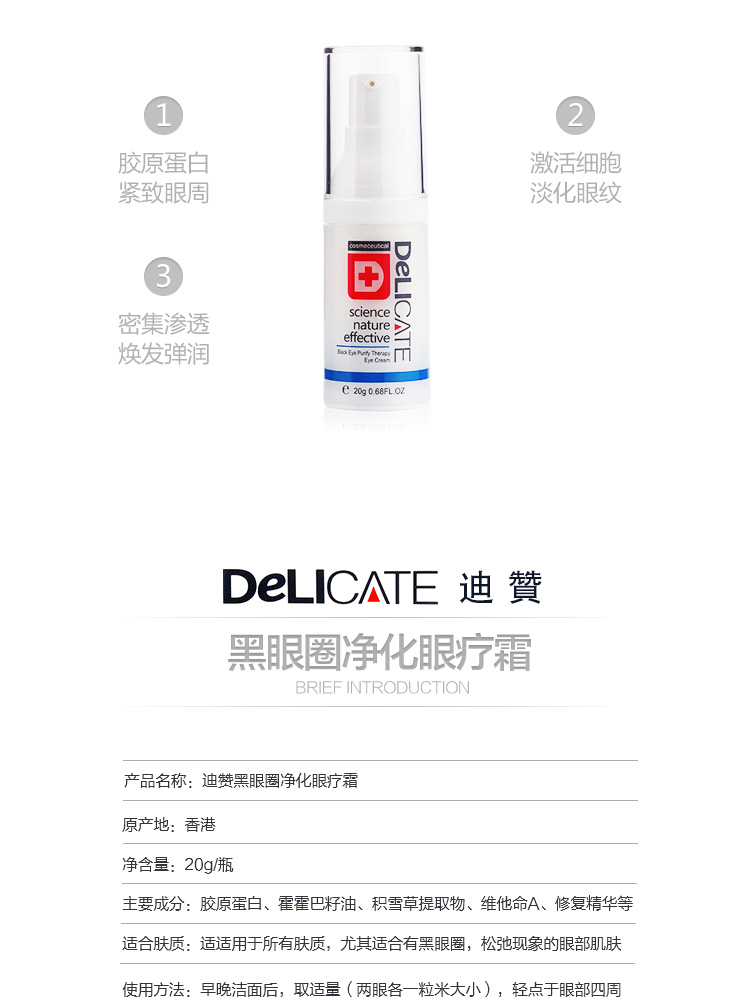 1
胶原蛋白
紧致眼周
2
激活细胞
淡化眼纹
3
密集渗透
焕发弹润
cosmeceutical
D
DeLICATE
science
nature
effective
Black Eye Purify Therapy
Eye Cream
e 20g 0.68FL.OZ
DeLICATE 迪 贊
黑眼圈净化眼疗霜
BRIEF INTRODUCTION
产品名称：迪赞黑眼圈净化眼疗霜
原产地：香港
净含量：20g/瓶
主要成分：胶原蛋白、霍霍巴籽油、积雪草提取物、维他命A、修复精华等
适合肤质：适适用于所有肤质，尤其适合有黑眼圈，松弛现象的眼部肌肤
使用方法：早晚洁面后，取适量（两眼各一粒米大小），轻点于眼部四周